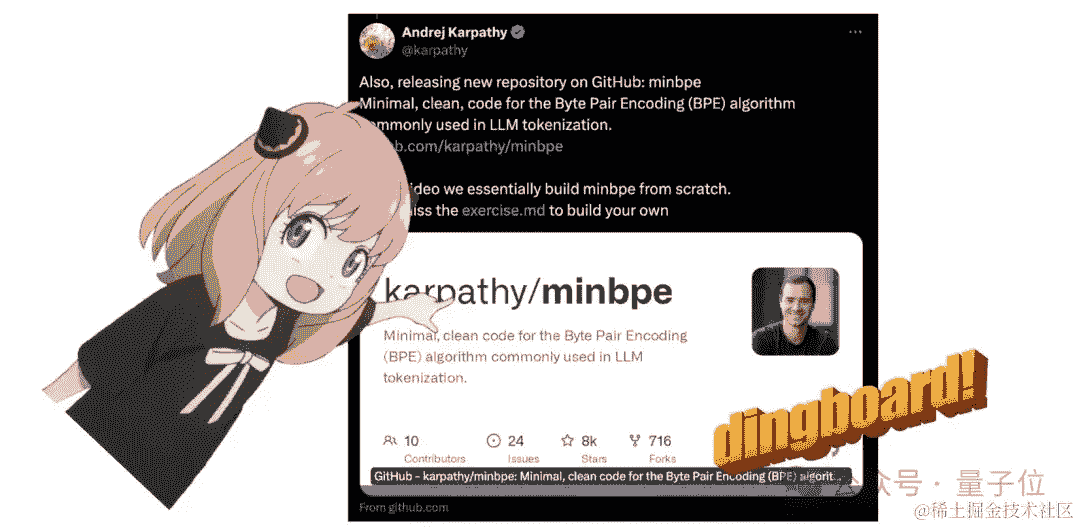 Andrej Karpathy
@karpathy
Also, releasing new repository on GitHub: minbpe
Minimal, clean, code for the Byte Pair Encoding (BPE) algorithm
commonly used in LLM tokenization.
b.com/karpathy/minbpe
ideo we essentially build minbpe from scratch.
iss the exercise.md to build your own
karpathy/minbpe
Minimal, clean code for the Byte Pair Encoding
(BPE) algorithm commonly used in LLM
tokenization.
10 24 8k 716
Contributors Issues Stars Forks
dingboard!
GitHub - karpathy/minbpe: Minimal, clean code for the Byte Pair Encoding (BPE) algorit...
众号 · 量子位
From github.com
@稀土掘金技术社区